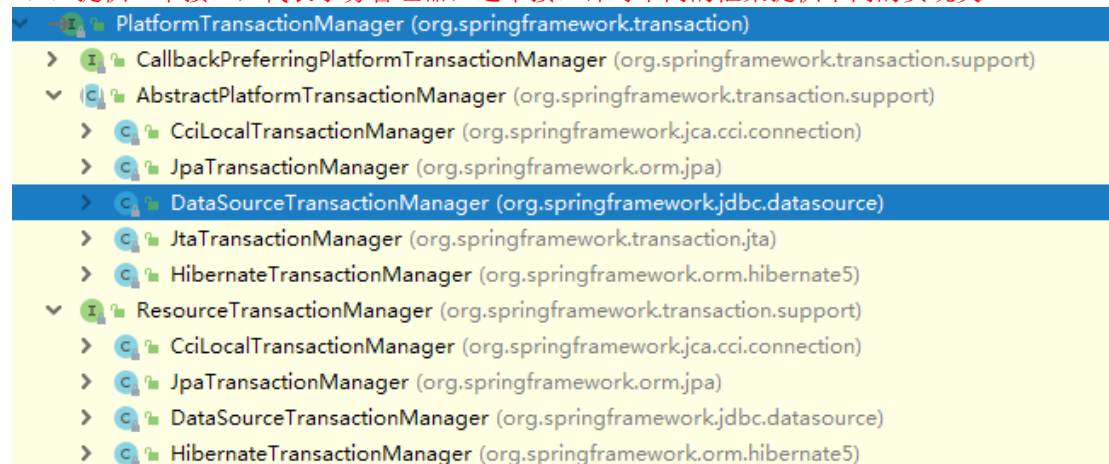 PlatformTransactionManager (org.springframework.transaction)
CallbackPreferringPlatformTransactionManager (org.springframework.transaction.support)
AbstractPlatformTransactionManager (org.springframework.transaction.support)
CciLocalTransactionManager (org.springframework.jca.cci.connection)
JpaTransactionManager (org.springframework.orm.jpa)
DataSourceTransactionManager (org.springframework.jdbc.datasource)
JtaTransactionManager (org.springframework.transaction.jta)
HibernateTransactionManager (org.springframework.orm.hibernate5)
ResourceTransactionManager (org.springframework.transaction.support)
CciLocalTransactionManager (org.springframework.jca.cci.connection)
JpaTransactionManager (org.springframework.orm.jpa)
DataSourceTransactionManager (org.springframework.jdbc.datasource)
HibernateTransactionManager (org.springframework.orm.hibernate5)